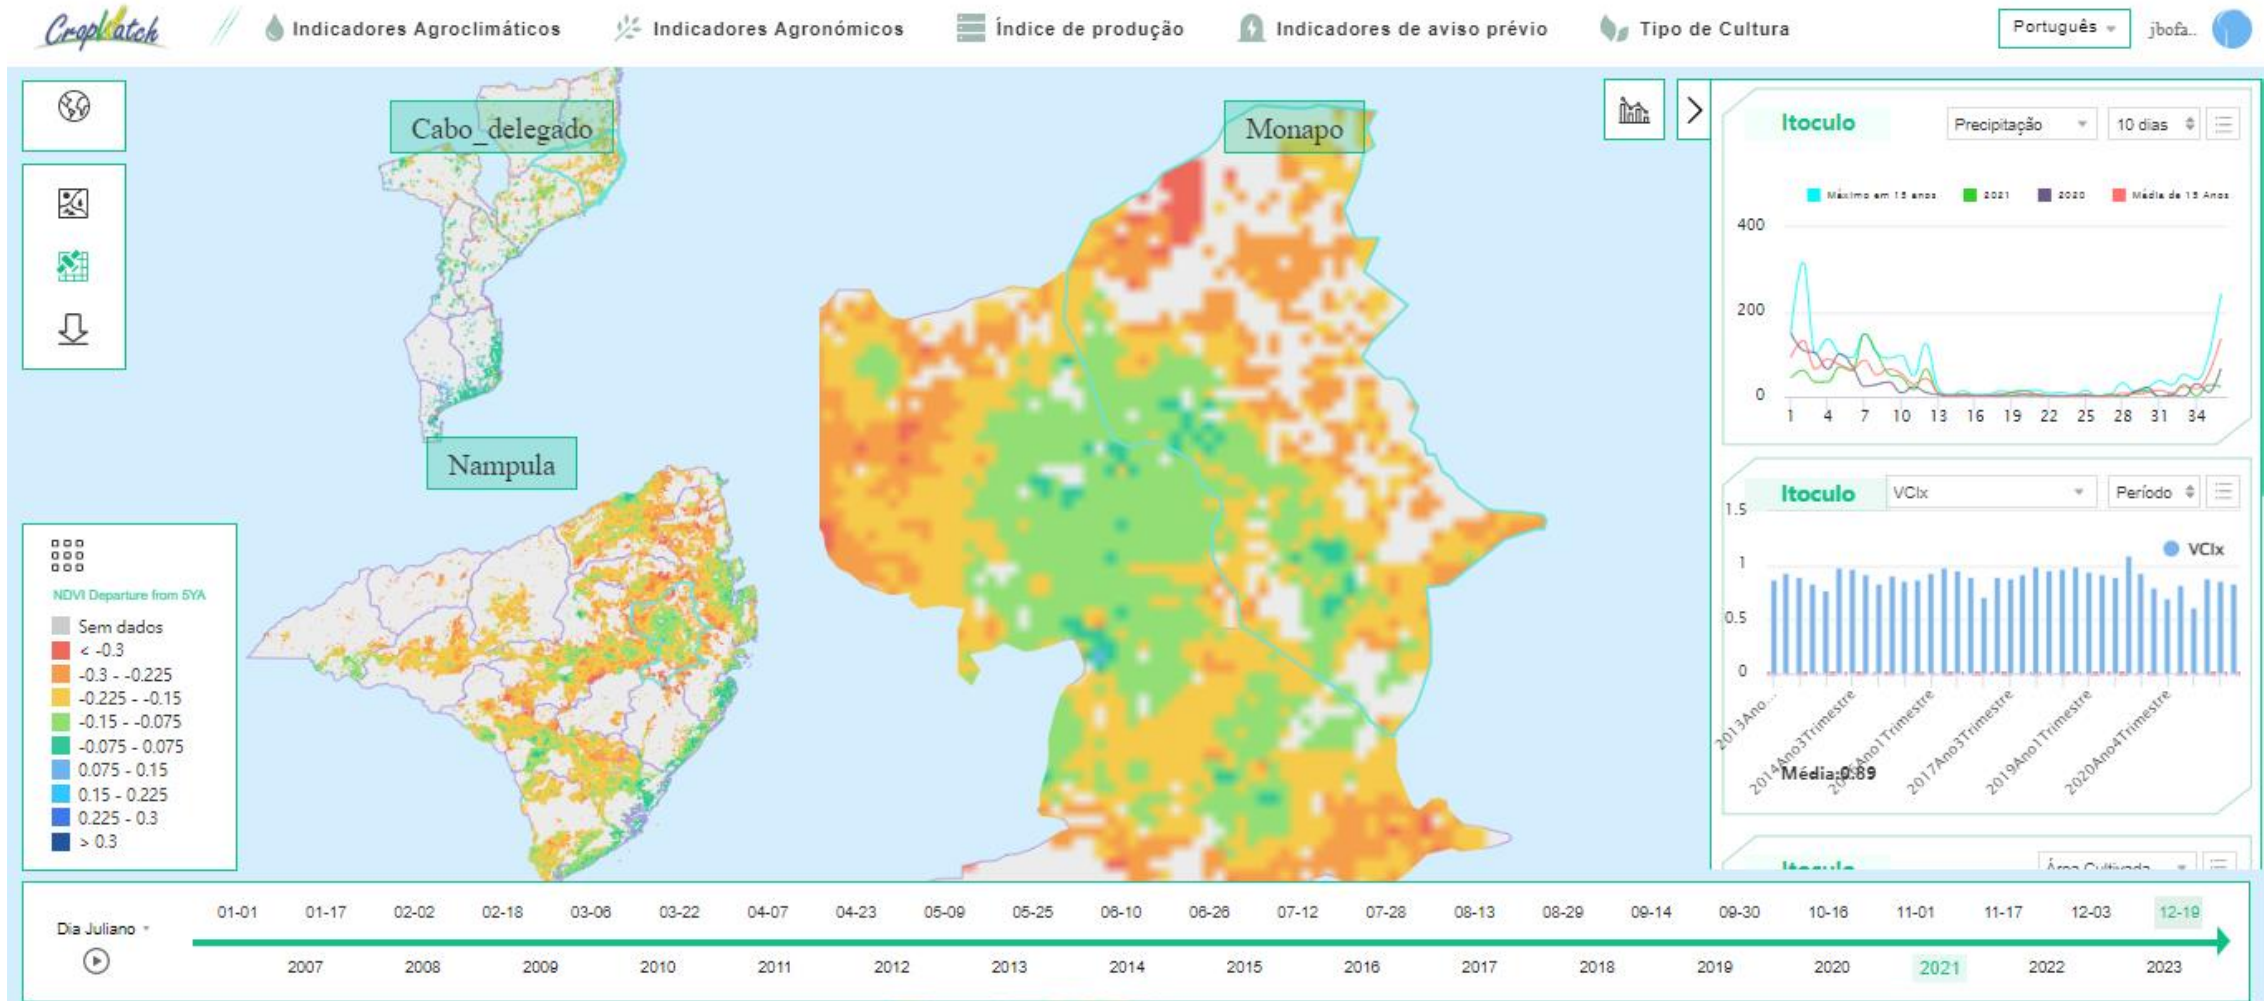 CropWatch
Indicadores Agroclimáticos
Indicadores Agronómicos
Índice de produção
Indicadores de aviso prévio
Tipo de Cultura
Português
jbofa..
Cabo_delegado
Monapo
Nampula
NDVI Departure from 5YA
Sem dados
< -0.3
-0.3 - -0.225
-0.225 - -0.15
-0.15 - -0.075
-0.075 - 0.075
0.075 - 0.15
0.15 - 0.225
0.225 - 0.3
> 0.3
Itoculo
Precipitação
10 dias
Máximo em 15 anos
2021
2020
Média de 15 Anos
400
200
0
1 4 7 10 13 16 19 22 25 28 31 34
Itoculo
VCIx
Período
1.5
VCIx
1
0.5
0
2013Ano...
2014Ano3Trimestre
Ano1Trimestre
2017Ano3Trimestre
2019Ano1Trimestre
2020Ano4Trimestre
Média:0.89
Itoculo
Área Cultivada
Dia Juliano
01-01 01-17 02-02 02-18 03-06 03-22 04-07 04-23 05-09 05-25 06-10 06-26 07-12 07-28 08-13 08-29 09-14 09-30 10-16 11-01 11-17 12-03 12-19
2007 2008 2009 2010 2011 2012 2013 2014 2015 2016 2017 2018 2019 2020 2021 2022 2023